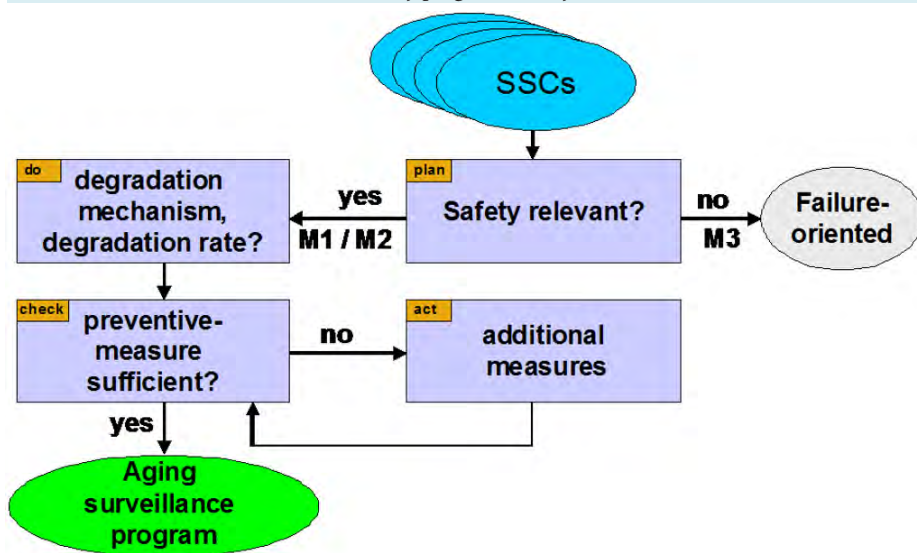 SSCs
plan
Safety relevant?
no
M3
Failure-
oriented
yes
M1 / M2
do
degradation
mechanism,
degradation rate?
check
preventive-
measure
sufficient?
no
act
additional
measures
yes
Aging
surveillance
program